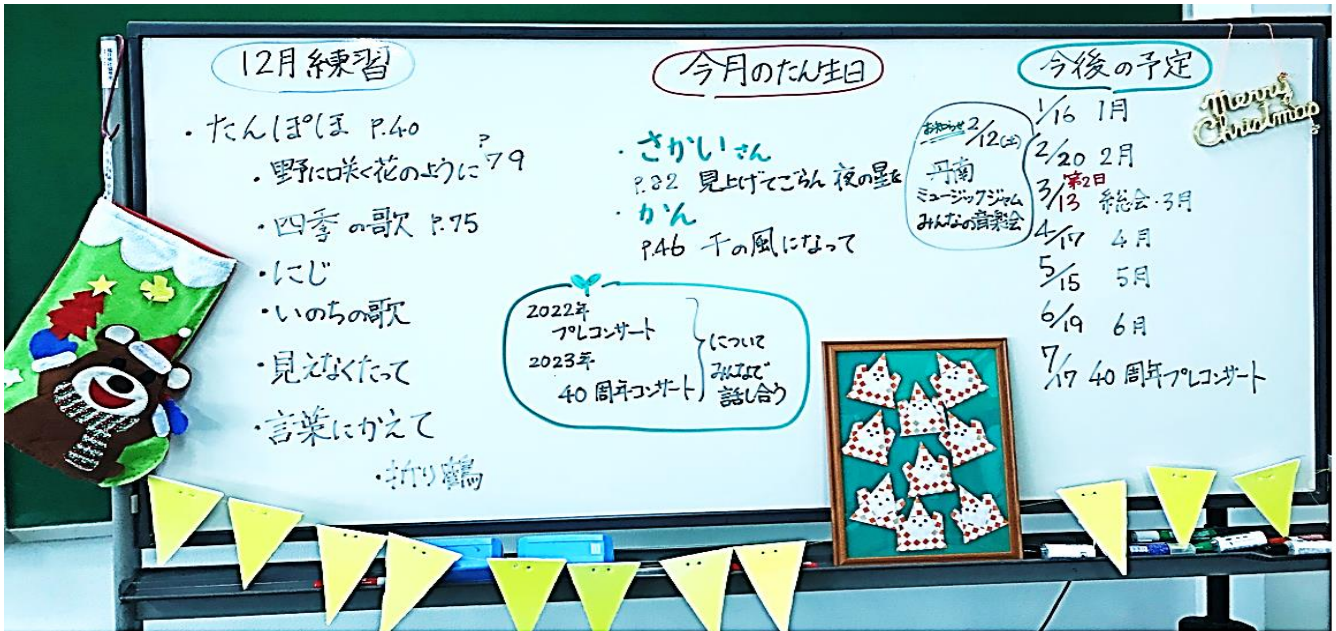 12月練習
・たんぽぽ P.40
・野に咲く花のように P79
・四季の歌 P.75
・にじ
・いのちの歌
・見えなくたって
・言葉にかえて
・折り鶴
今月のたん生日
・さかいさん
P.82 見上げてごらん 夜の星を
・かん
P.46 千の風になって
2022年
プレコンサート
2023年
40周年コンサート
について
みんなで
話し合う
お知らせ 2/12(土)
丹南
ミュージックジャム
みんなの音楽会
今後の予定
1/16 1月
2/20 2月
第2日
3/13 総会・3月
4/17 4月
5/15 5月
6/19 6月
7/17 40周年プレコンサート
Merry
Christmas